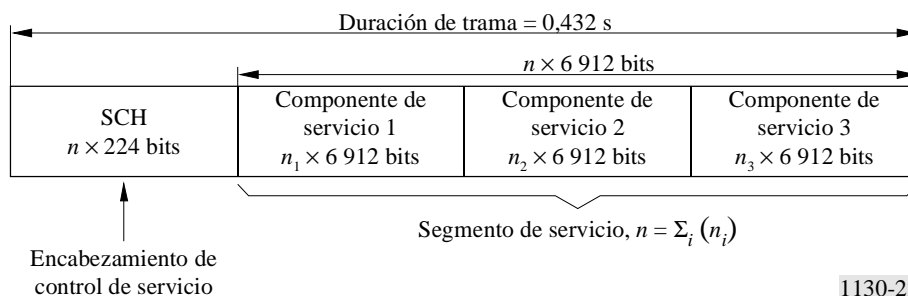 Duración de trama = 0,432 s
n × 6 912 bits
SCH
n × 224 bits
Componente de
servicio 1
n1 × 6 912 bits
Componente de
servicio 2
n2 × 6 912 bits
Componente de
servicio 3
n3 × 6 912 bits
Segmento de servicio, n = Σi (ni)
Encabezamiento de
control de servicio
1130-2